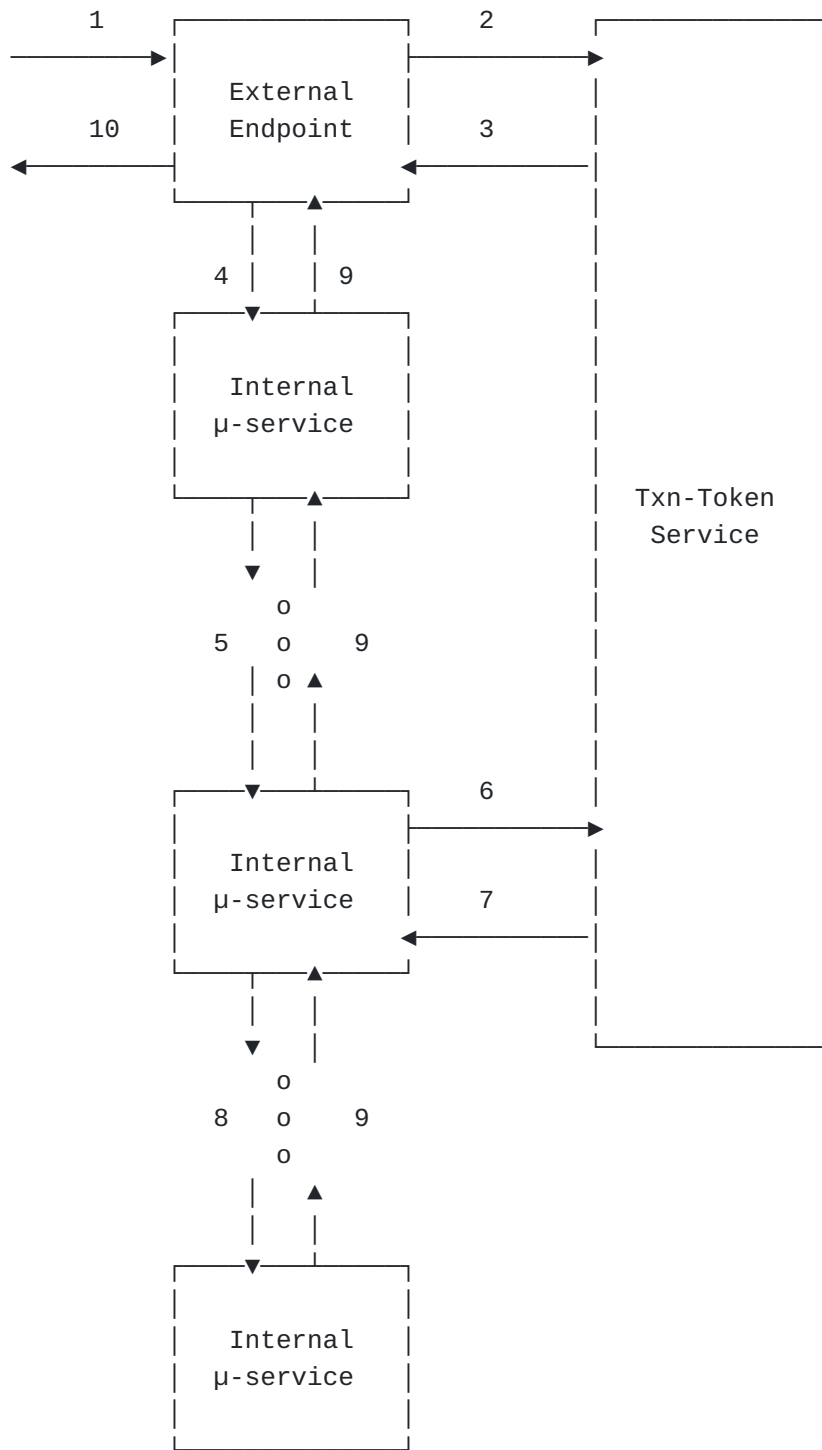 1 2
External
Endpoint
10 3
4 9
Internal
µ-service
Txn-Token
Service
o
5 o 9
o
6
Internal
µ-service
7
o
8 o 9
o
Internal
µ-service